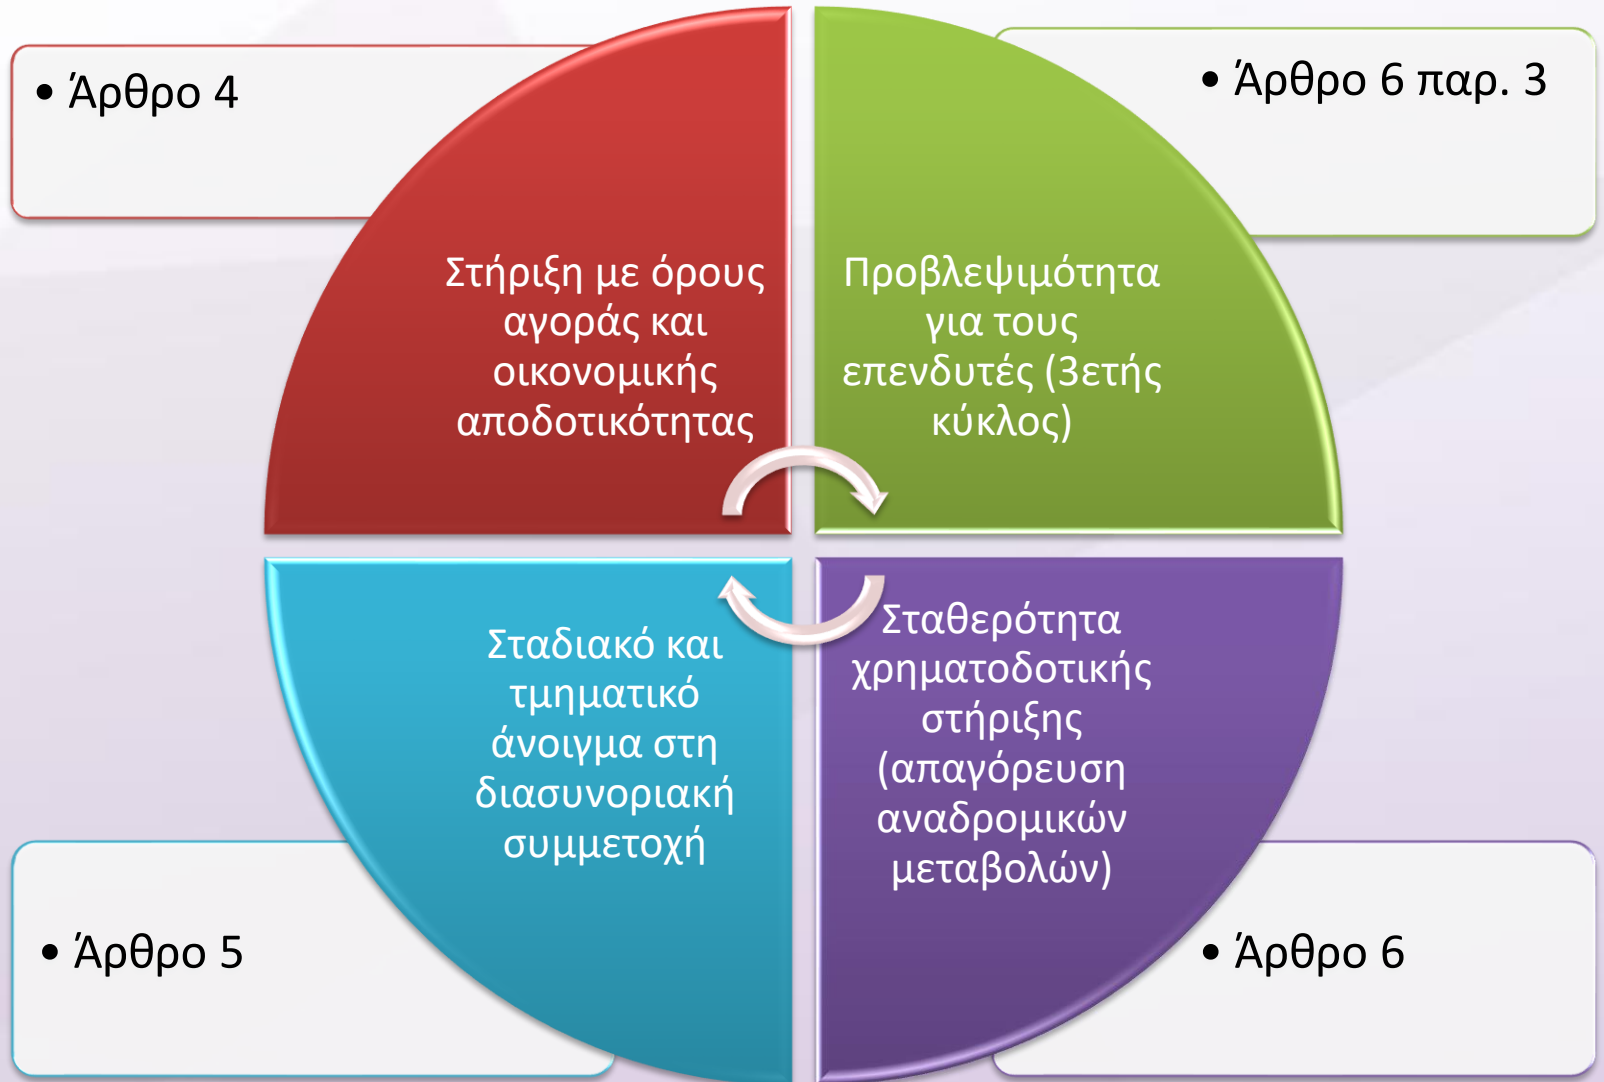 • Άρθρο 4
Στήριξη με όρους
αγοράς και
οικονομικής
αποδοτικότητας
• Άρθρο 6 παρ. 3
Προβλεψιμότητα
για τους
επενδυτές (3ετής
κύκλος)
Σταδιακό και
τμηματικό
άνοιγμα στη
διασυνοριακή
συμμετοχή
• Άρθρο 5
Σταθερότητα
χρηματοδοτικής
στήριξης
(απαγόρευση
αναδρομικών
μεταβολών)
• Άρθρο 6